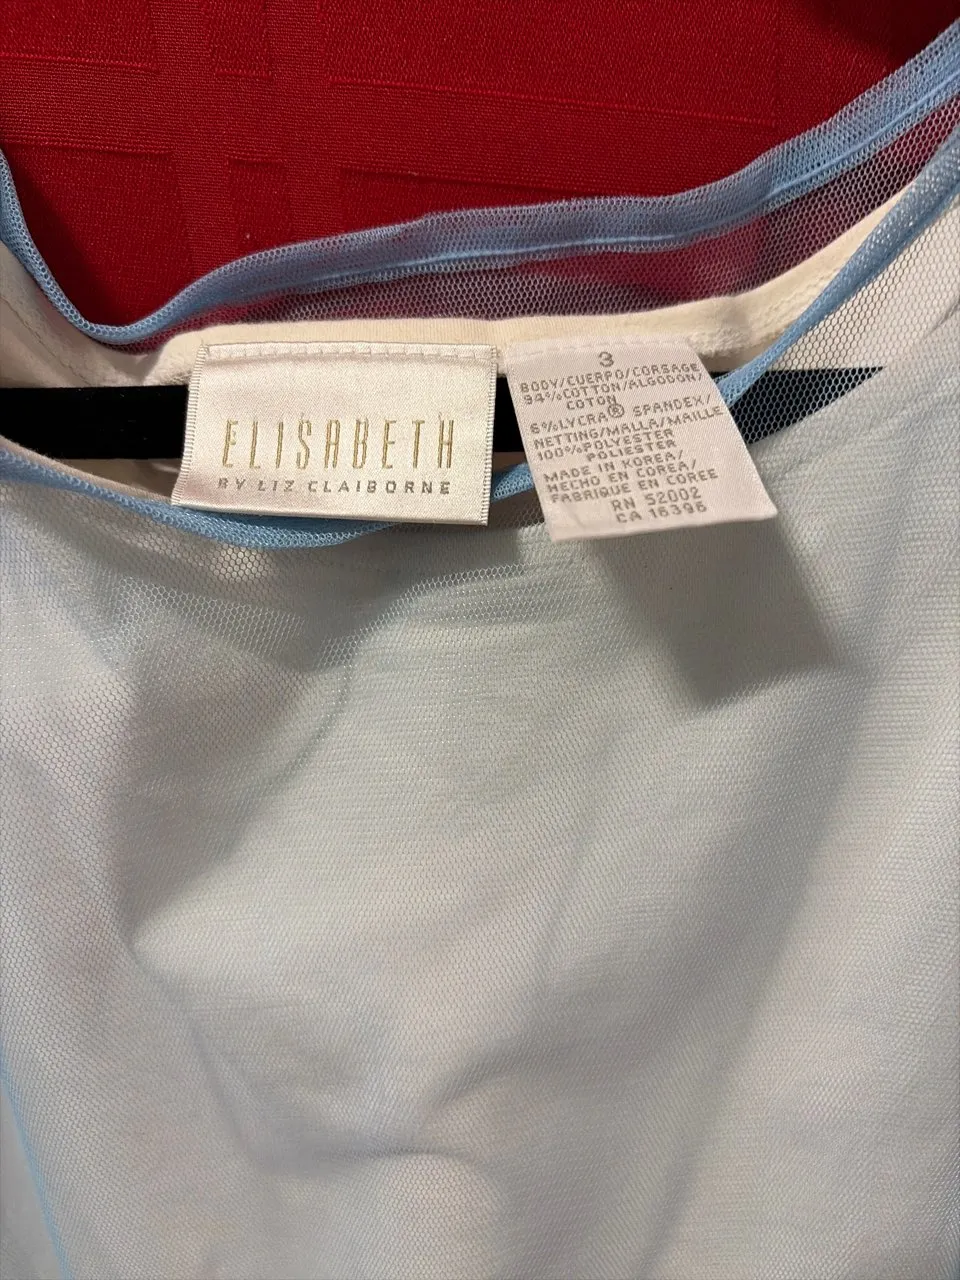 ELISABETH
BY LIZ CLAIBORNE
3
BODY/CUERPO/CORSAGE
94%COTTON/ALGODON/
COTON
6%LYCRA® SPANDEX/
NETTING/MALLA/MAILLE
100%POLYESTER
POLIESTER
MADE IN KOREA/
HECHO EN COREA/
FABRIQUE EN COREE
RN 52002
CA 16396